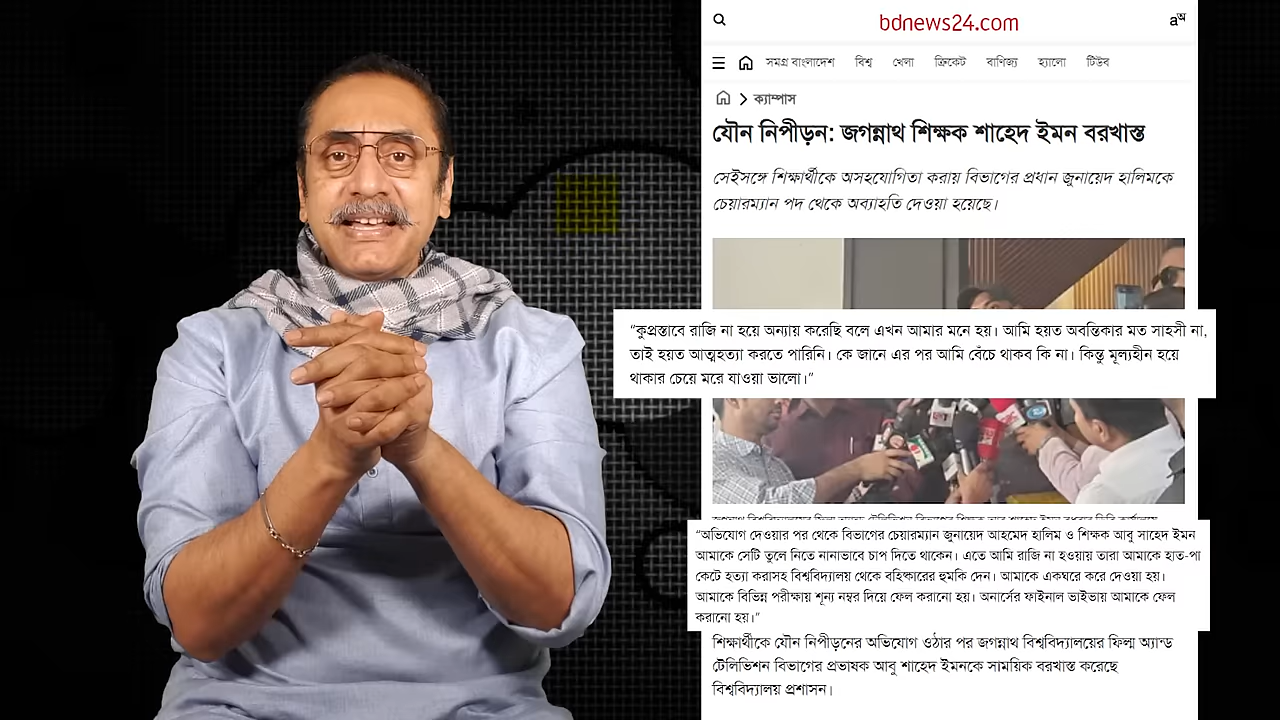 bdnews24.com
aঅ
সমগ্র বাংলাদেশ বিশ্ব খেলা ক্রিকেট বাণিজ্য হ্যালো টিউব
ক্যাম্পাস
যৌন নিপীড়ন: জগন্নাথ শিক্ষক শাহেদ ইমন বরখাস্ত
সেইসঙ্গে শিক্ষার্থীকে অসহযোগিতা করায় বিভাগের প্রধান জুনায়েদ হালিমকে
চেয়ারম্যান পদ থেকে অব্যাহতি দেওয়া হয়েছে।
"কুপ্রস্তাবে রাজি না হয়ে অন্যায় করেছি বলে এখন আমার মনে হয়। আমি হয়ত অবন্তিকার মত সাহসী না,
তাই হয়ত আত্মহত্যা করতে পারিনি। কে জানে এর পর আমি বেঁচে থাকব কি না। কিন্তু মূল্যহীন হয়ে
থাকার চেয়ে মরে যাওয়া ভালো।"
"অভিযোগ দেওয়ার পর থেকে বিভাগের চেয়ারম্যান জুনায়েদ আহমেদ হালিম ও শিক্ষক আবু সাহেদ ইমন
আমাকে সেটি তুলে নিতে নানাভাবে চাপ দিতে থাকেন। এতে আমি রাজি না হওয়ায় তারা আমাকে হাত-পা
কেটে হত্যা করাসহ বিশ্ববিদ্যালয় থেকে বহিষ্কারের হুমকি দেন। আমাকে একঘরে করে দেওয়া হয়।
আমাকে বিভিন্ন পরীক্ষায় শূন্য নম্বর দিয়ে ফেল করানো হয়। অনার্সের ফাইনাল ভাইভায় আমাকে ফেল
করানো হয়।"
শিক্ষার্থীকে যৌন নিপীড়নের অভিযোগ ওঠার পর জগন্নাথ বিশ্ববিদ্যালয়ের ফিল্ম অ্যান্ড
টেলিভিশন বিভাগের প্রভাষক আবু শাহেদ ইমনকে সাময়িক বরখাস্ত করেছে
বিশ্ববিদ্যালয় প্রশাসন।